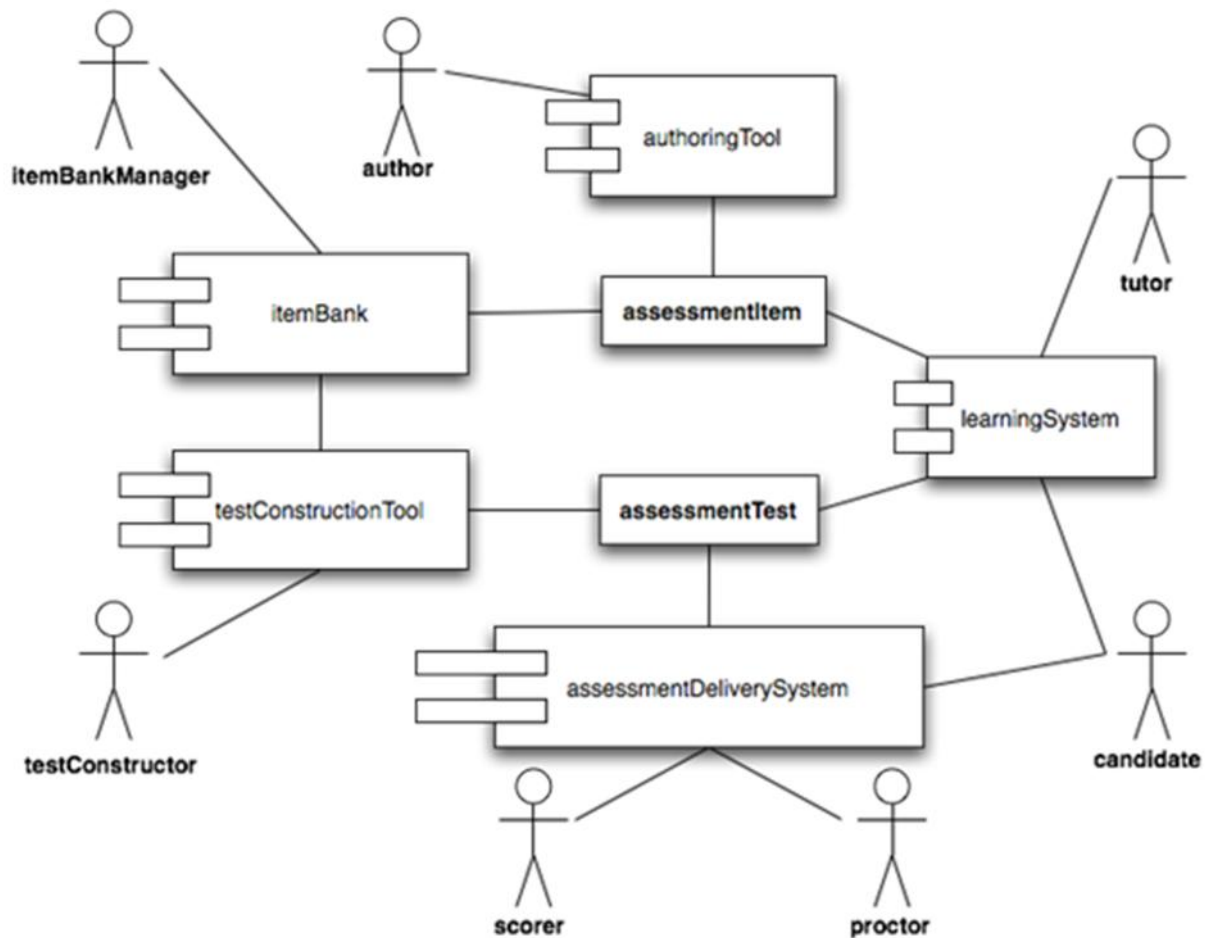 itemBankManager
author
authoringTool
tutor
itemBank
assessmentItem
learningSystem
testConstructionTool
assessmentTest
testConstructor
assessmentDeliverySystem
candidate
scorer
proctor